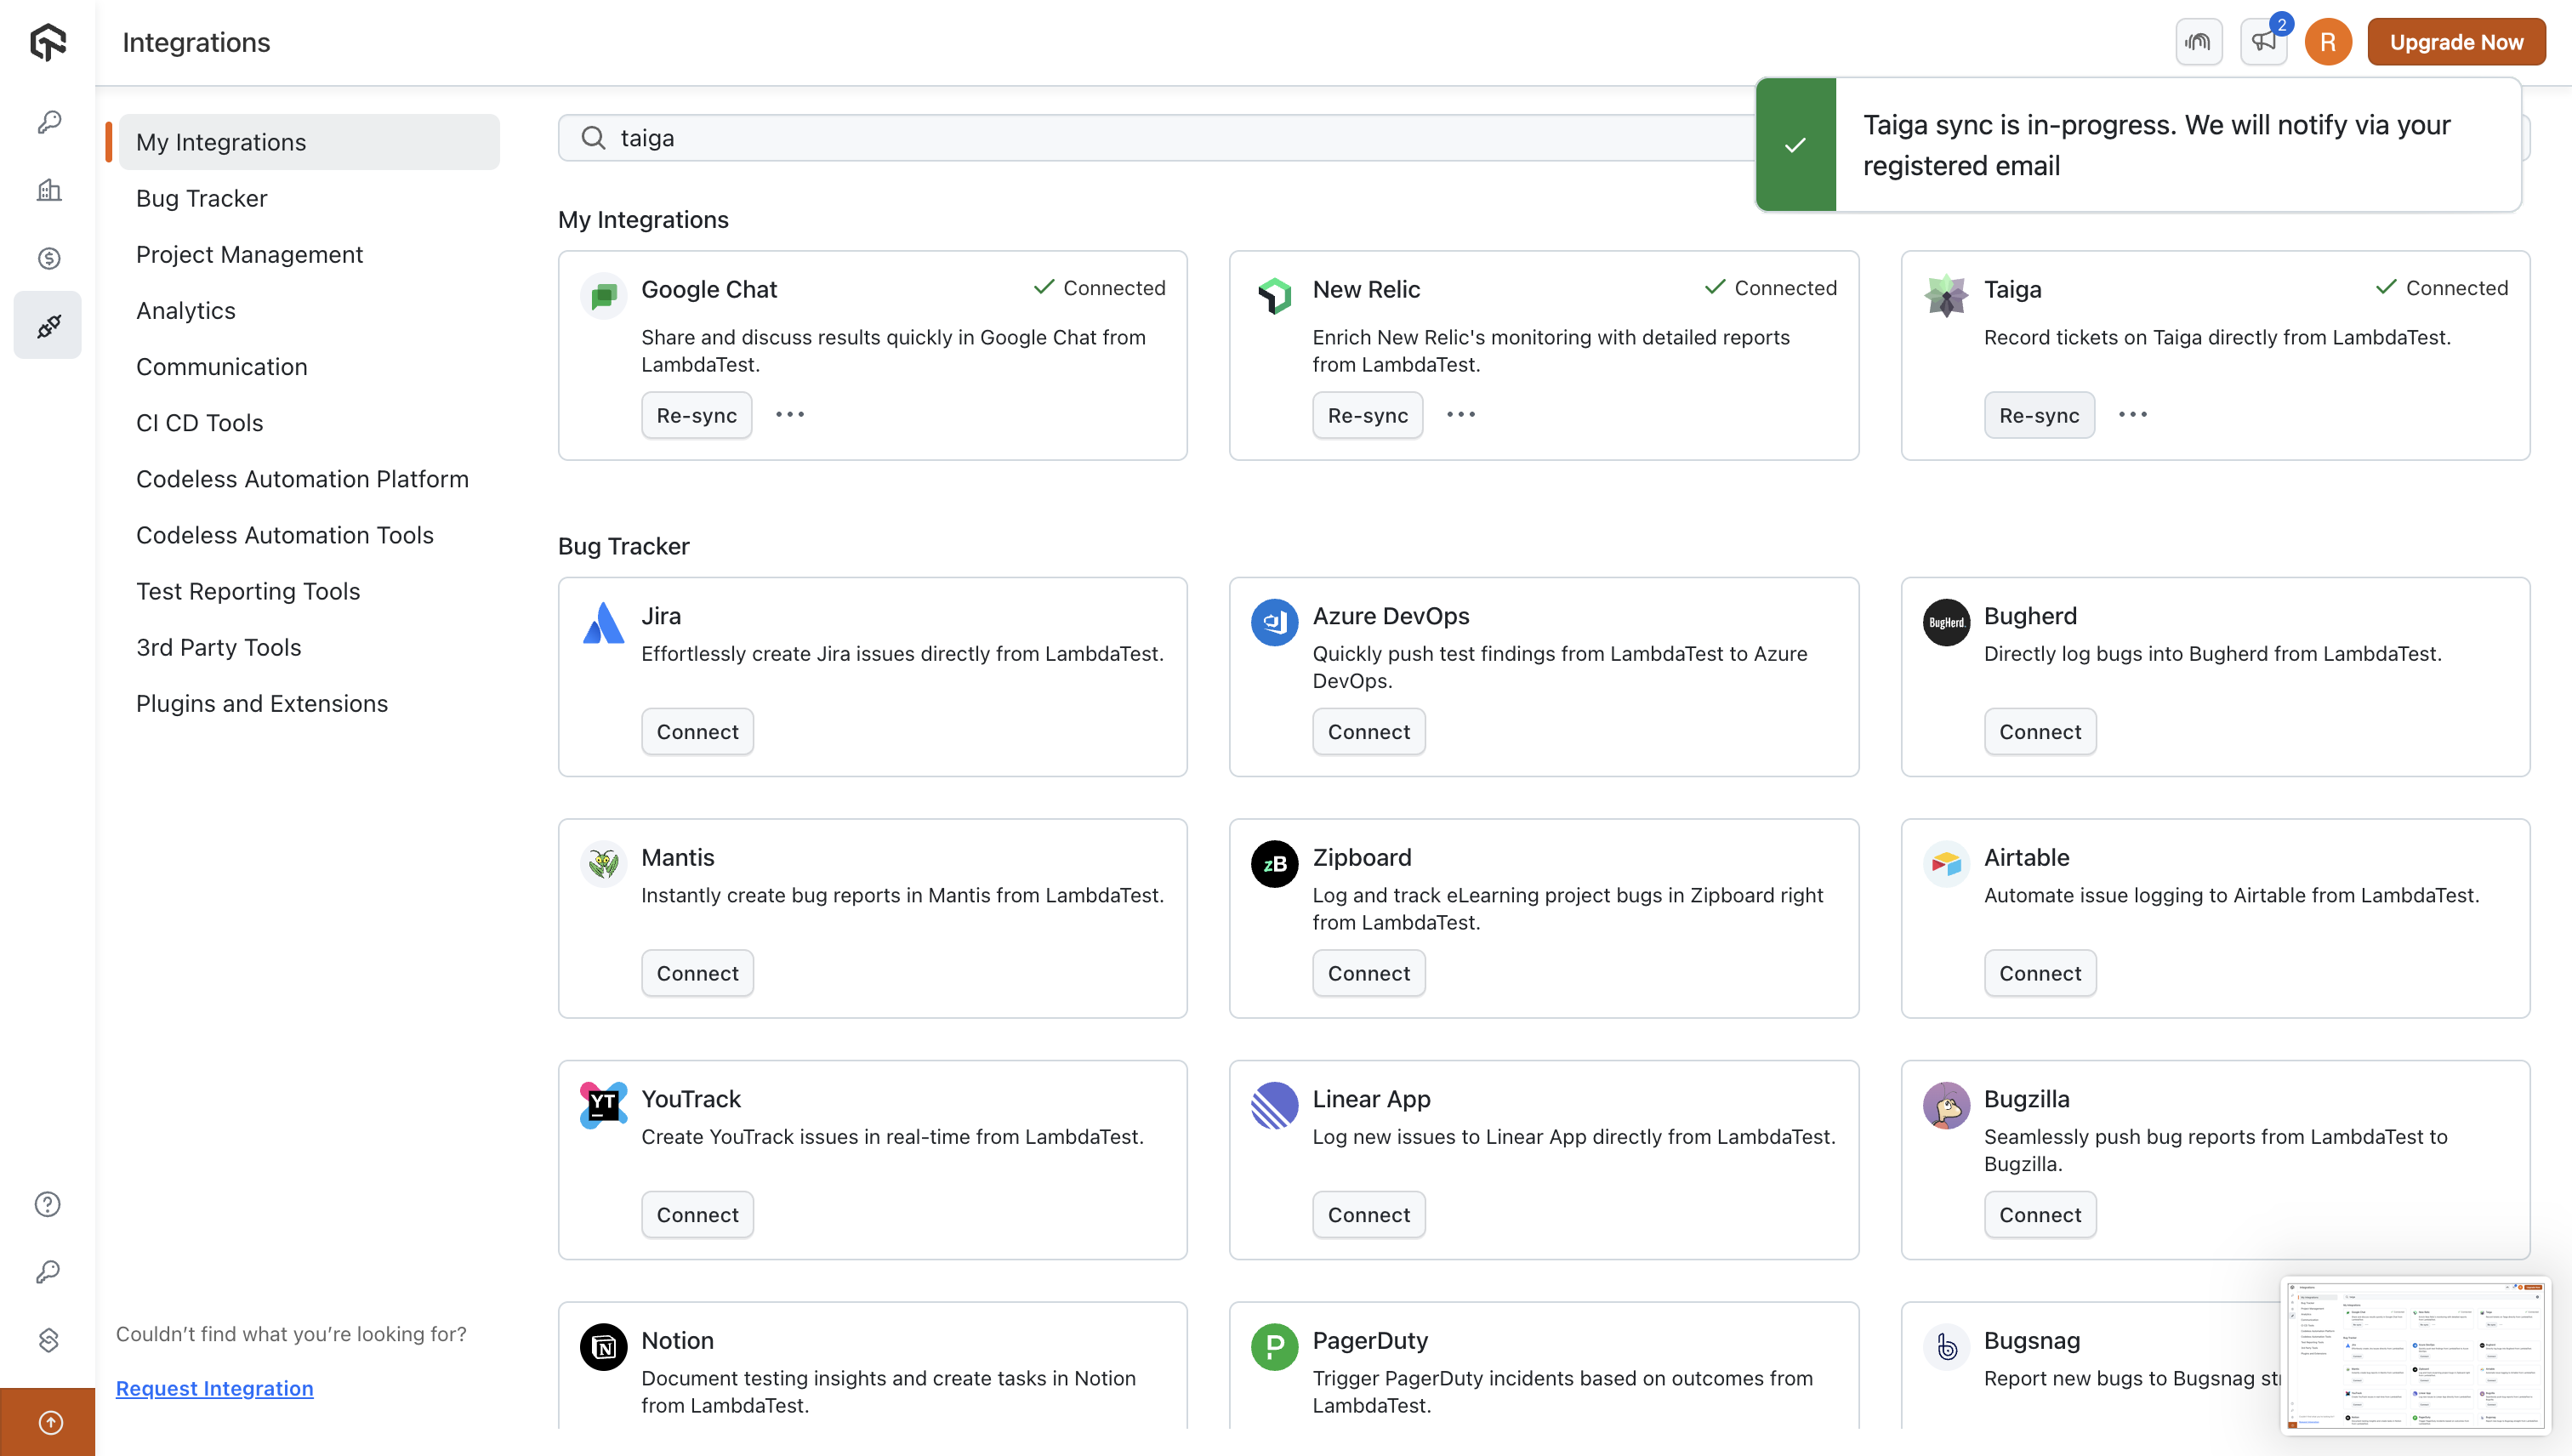 Integrations
2
R
Upgrade Now
Taiga sync is in-progress. We will notify via your
registered email
My Integrations
Bug Tracker
Project Management
Analytics
Communication
CI CD Tools
Codeless Automation Platform
Codeless Automation Tools
Test Reporting Tools
3rd Party Tools
Plugins and Extensions
Couldn't find what you're looking for?
Request Integration
taiga
My Integrations
Google Chat
Connected
Share and discuss results quickly in Google Chat from
LambdaTest.
Re-sync
New Relic
Connected
Enrich New Relic's monitoring with detailed reports
from LambdaTest.
Re-sync
Taiga
Connected
Record tickets on Taiga directly from LambdaTest.
Re-sync
Bug Tracker
Jira
Effortlessly create Jira issues directly from LambdaTest.
Connect
Azure DevOps
Quickly push test findings from LambdaTest to Azure
DevOps.
Connect
BugHerd.
Bugherd
Directly log bugs into Bugherd from LambdaTest.
Connect
Mantis
Instantly create bug reports in Mantis from LambdaTest.
Connect
zB
Zipboard
Log and track eLearning project bugs in Zipboard right
from LambdaTest.
Connect
Airtable
Automate issue logging to Airtable from LambdaTest.
Connect
YT
YouTrack
Create YouTrack issues in real-time from LambdaTest.
Connect
Linear App
Log new issues to Linear App directly from LambdaTest.
Connect
Bugzilla
Seamlessly push bug reports from LambdaTest to
Bugzilla.
Connect
N
Notion
Document testing insights and create tasks in Notion
from LambdaTest.
P
PagerDuty
Trigger PagerDuty incidents based on outcomes from
LambdaTest.
Bugsnag
Report new bugs to Bugsnag